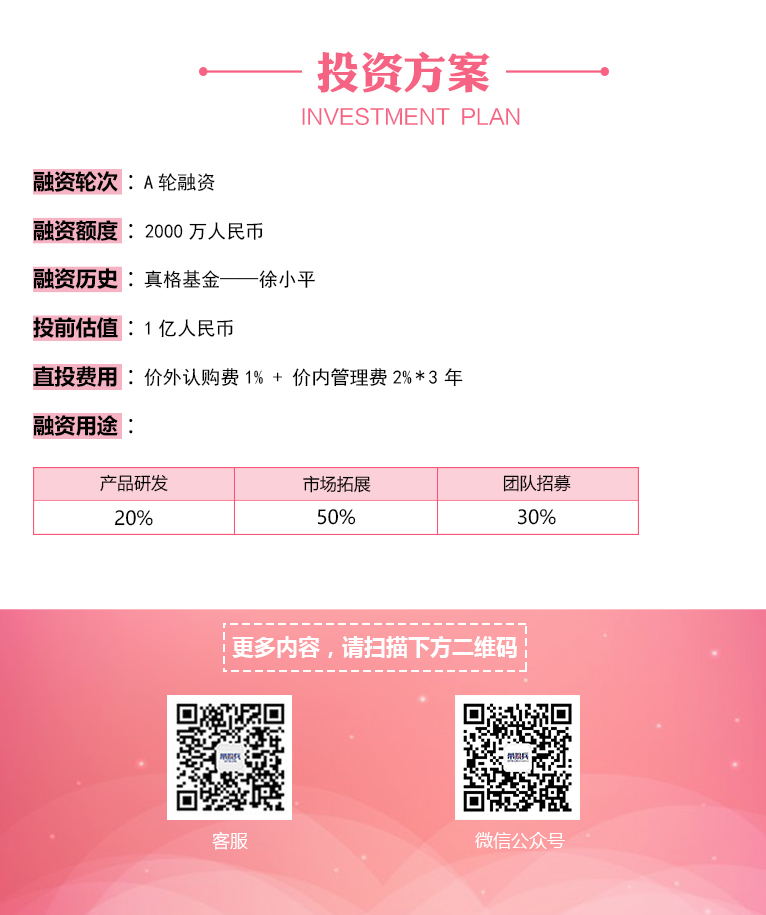 投资方案
INVESTMENT PLAN
融资轮次：A 轮融资
融资额度：2000 万人民币
融资历史：真格基金——徐小平
投前估值：1 亿人民币
直投费用：价外认购费 1% + 价内管理费 2%*3 年
融资用途：
产品研发 市场拓展 团队招募
20% 50% 30%
更多内容，请扫描下方二维码
客服 微信公众号